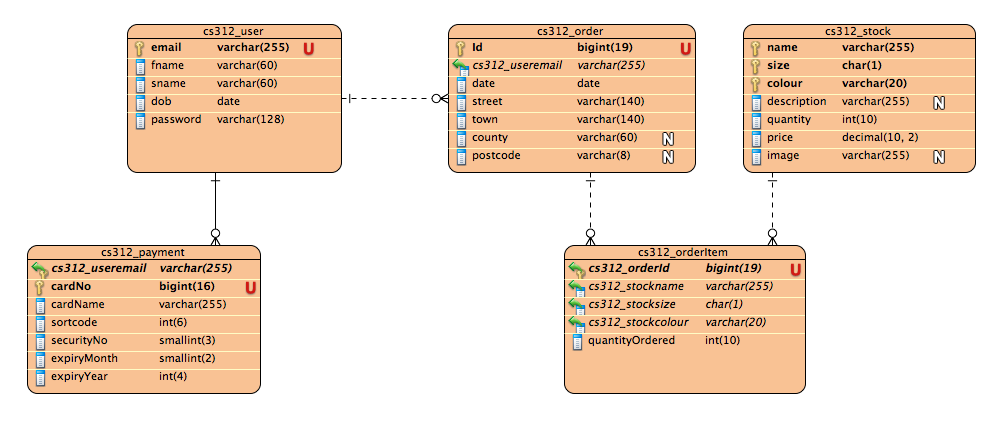 cs312_user
email varchar(255) U
fname varchar(60)
sname varchar(60)
dob date
password varchar(128)
cs312_order
Id bigint(19) U
cs312_useremail varchar(255)
date date
street varchar(140)
town varchar(140)
county varchar(60) N
postcode varchar(8) N
cs312_stock
name varchar(255)
size char(1)
colour varchar(20)
description varchar(255) N
quantity int(10)
price decimal(10, 2)
image varchar(255) N
cs312_payment
cs312_useremail varchar(255)
cardNo bigint(16) U
cardName varchar(255)
sortcode int(6)
securityNo smallint(3)
expiryMonth smallint(2)
expiryYear int(4)
cs312_orderItem
cs312_orderId bigint(19) U
cs312_stockname varchar(255)
cs312_stocksize char(1)
cs312_stockcolour varchar(20)
quantityOrdered int(10)